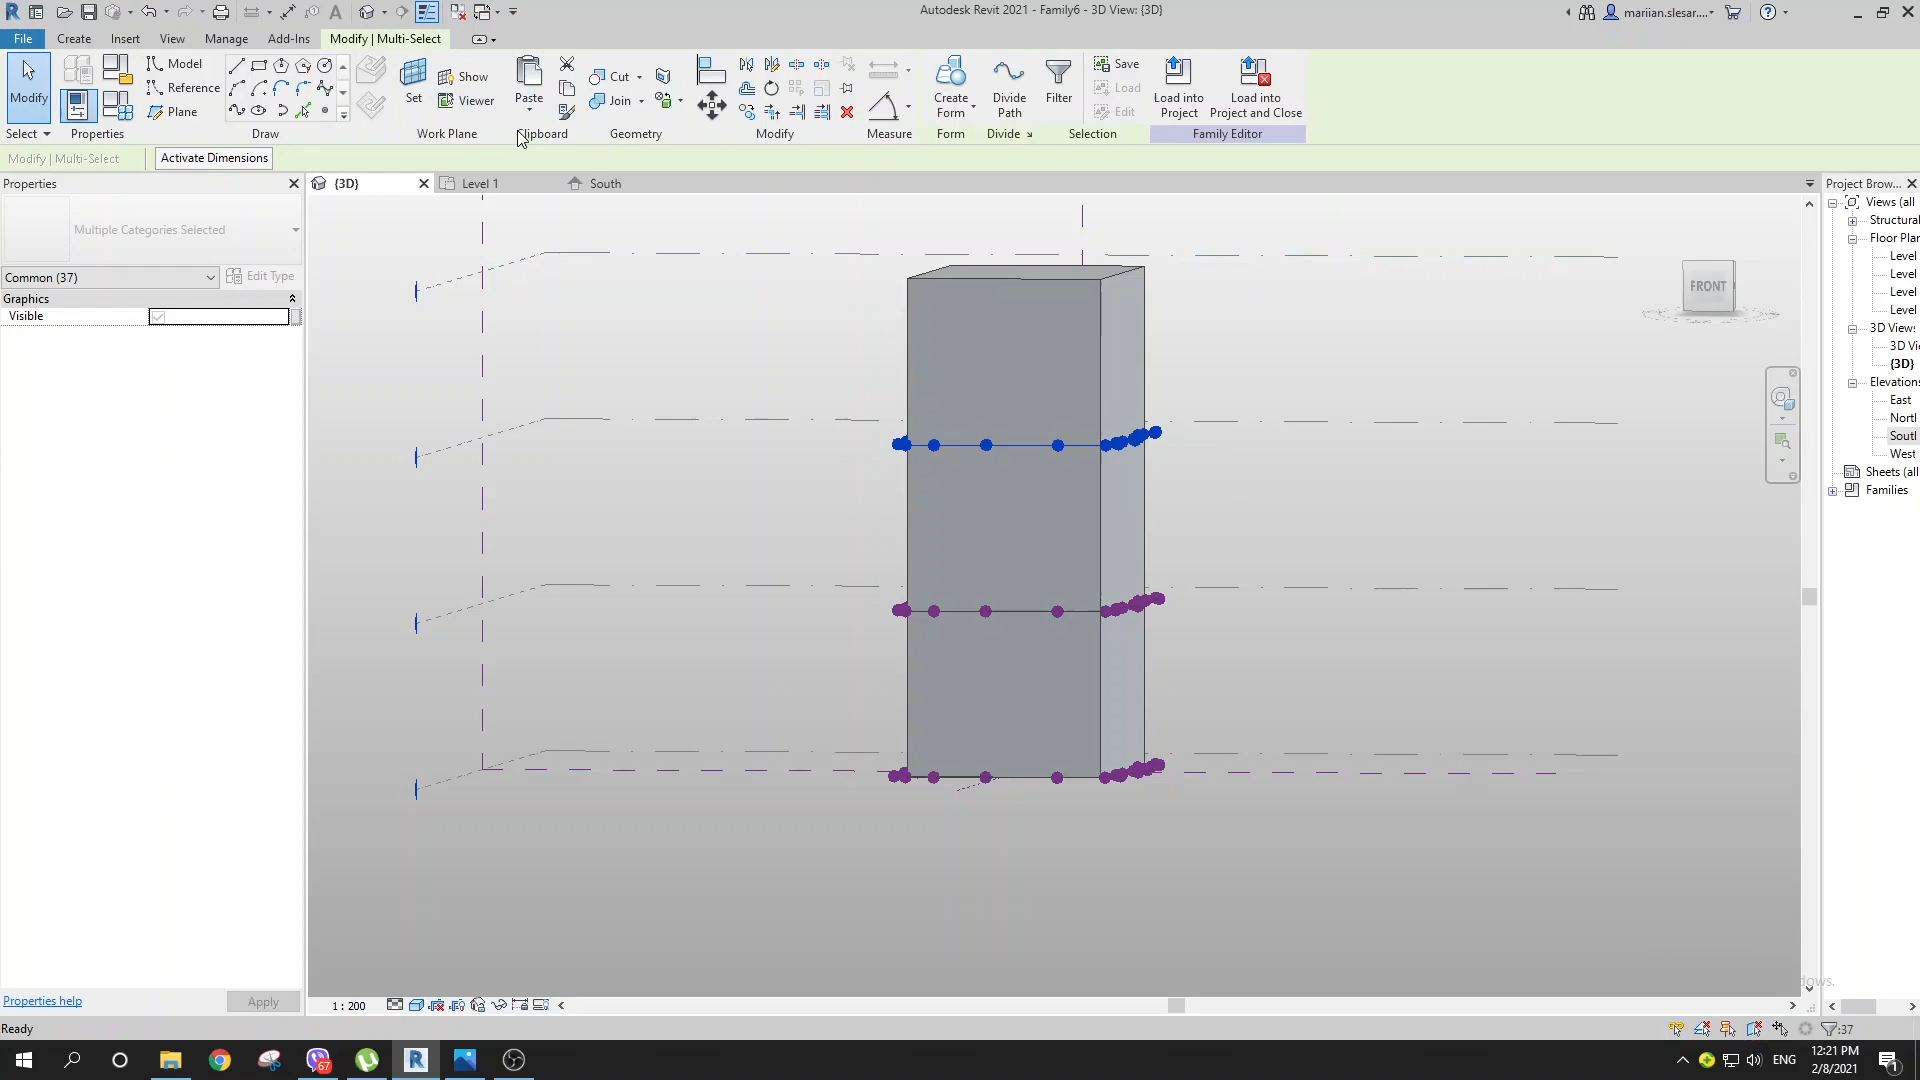 Autodesk Revit 2021 - Family6 - 3D View: {3D}
mariian.slesar....
File Create Insert View Manage Add-Ins Modify | Multi-Select
Model
Reference
Plane
Modify
Set
Show
Viewer
Paste
Cut
Join
Create Form
Divide Path
Filter
Save
Load
Edit
Load into Project
Load into Project and Close
Select Properties Draw Work Plane Clipboard Geometry Modify Measure Form Divide Selection Family Editor
Modify | Multi-Select Activate Dimensions
Properties {3D} Level 1 South Project Brow...
Multiple Categories Selected
Common (37) Edit Type
Graphics
Visible
FRONT
Views (all
Structural
Floor Plan
Level
Level
Level
Level
3D Views
3D Vi
{3D}
Elevations
East
North
South
West
Sheets (all
Families
Properties help Apply
1 : 200
Ready
:37
67
R
ENG
12:21 PM
2/8/2021
1